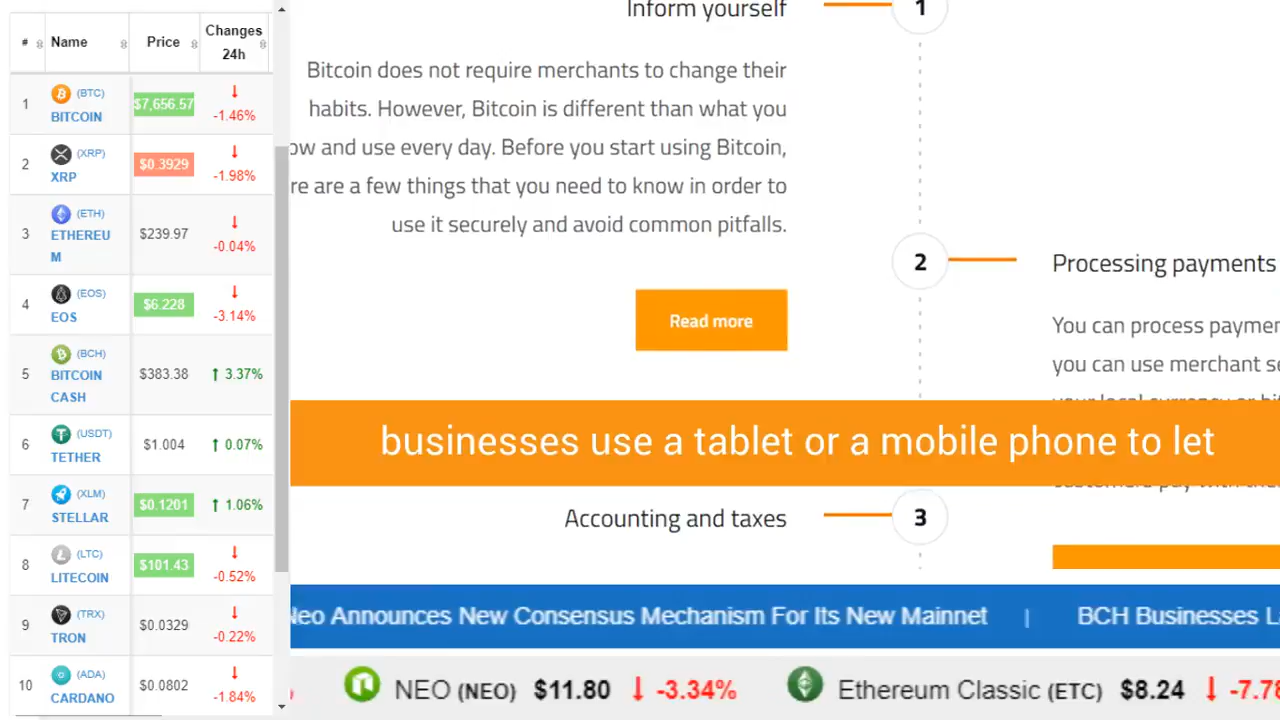 # Name Price Changes 24h
1 (BTC) BITCOIN $7,656.57 -1.46%
2 (XRP) XRP $0.3929 -1.98%
3 (ETH) ETHEREUM $239.97 -0.04%
4 (EOS) EOS $6.228 -3.14%
5 (BCH) BITCOIN CASH $383.38 3.37%
6 (USDT) TETHER $1.004 0.07%
7 (XLM) STELLAR $0.1201 1.06%
8 (LTC) LITECOIN $101.43 -0.52%
9 (TRX) TRON $0.0329 -0.22%
10 (ADA) CARDANO $0.0802 -1.84%
Inform yourself
1
Bitcoin does not require merchants to change their
habits. However, Bitcoin is different than what you
and use every day. Before you start using Bitcoin,
are a few things that you need to know in order to
use it securely and avoid common pitfalls.
Read more
2
Processing payments
You can process
you can use merchant
businesses use a tablet or a mobile phone to let
Accounting and taxes
3
Neo Announces New Consensus Mechanism For Its New Mainnet | BCH Businesses
NEO (NEO) $11.80 -3.34% Ethereum Classic (ETC) $8.24 -7.78